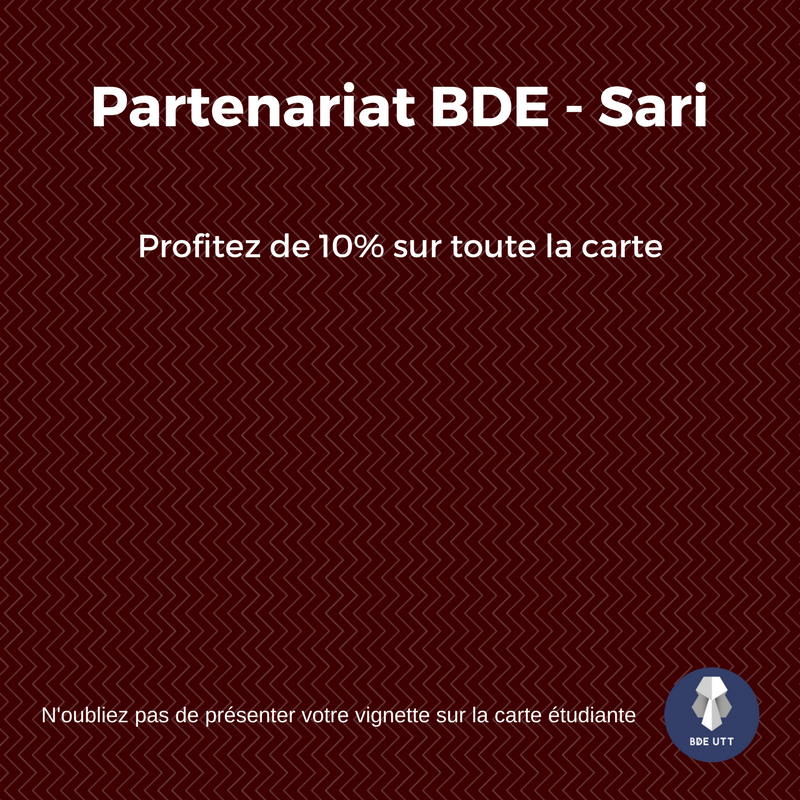 Partenariat BDE - Sari
Profitez de 10% sur toute la carte
N'oubliez pas de présenter votre vignette sur la carte étudiante
BDE UTT